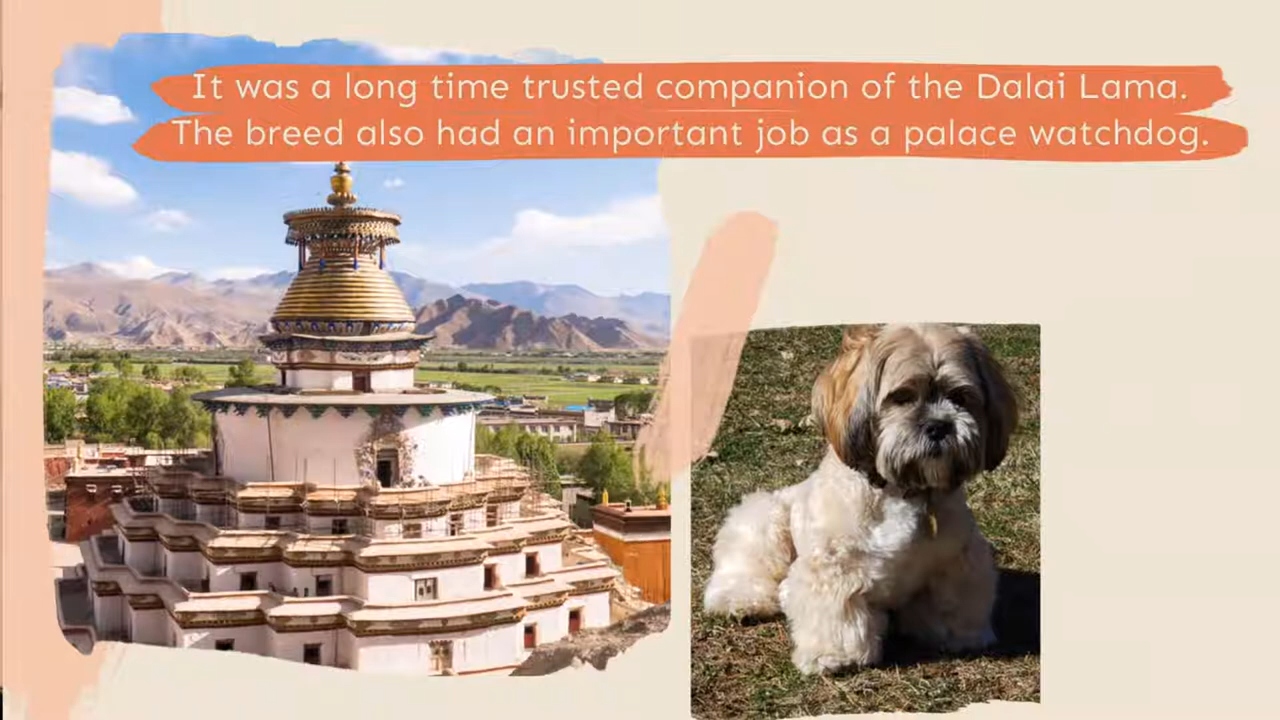 It was a long time trusted companion of the Dalai Lama.
The breed also had an important job as a palace watchdog.